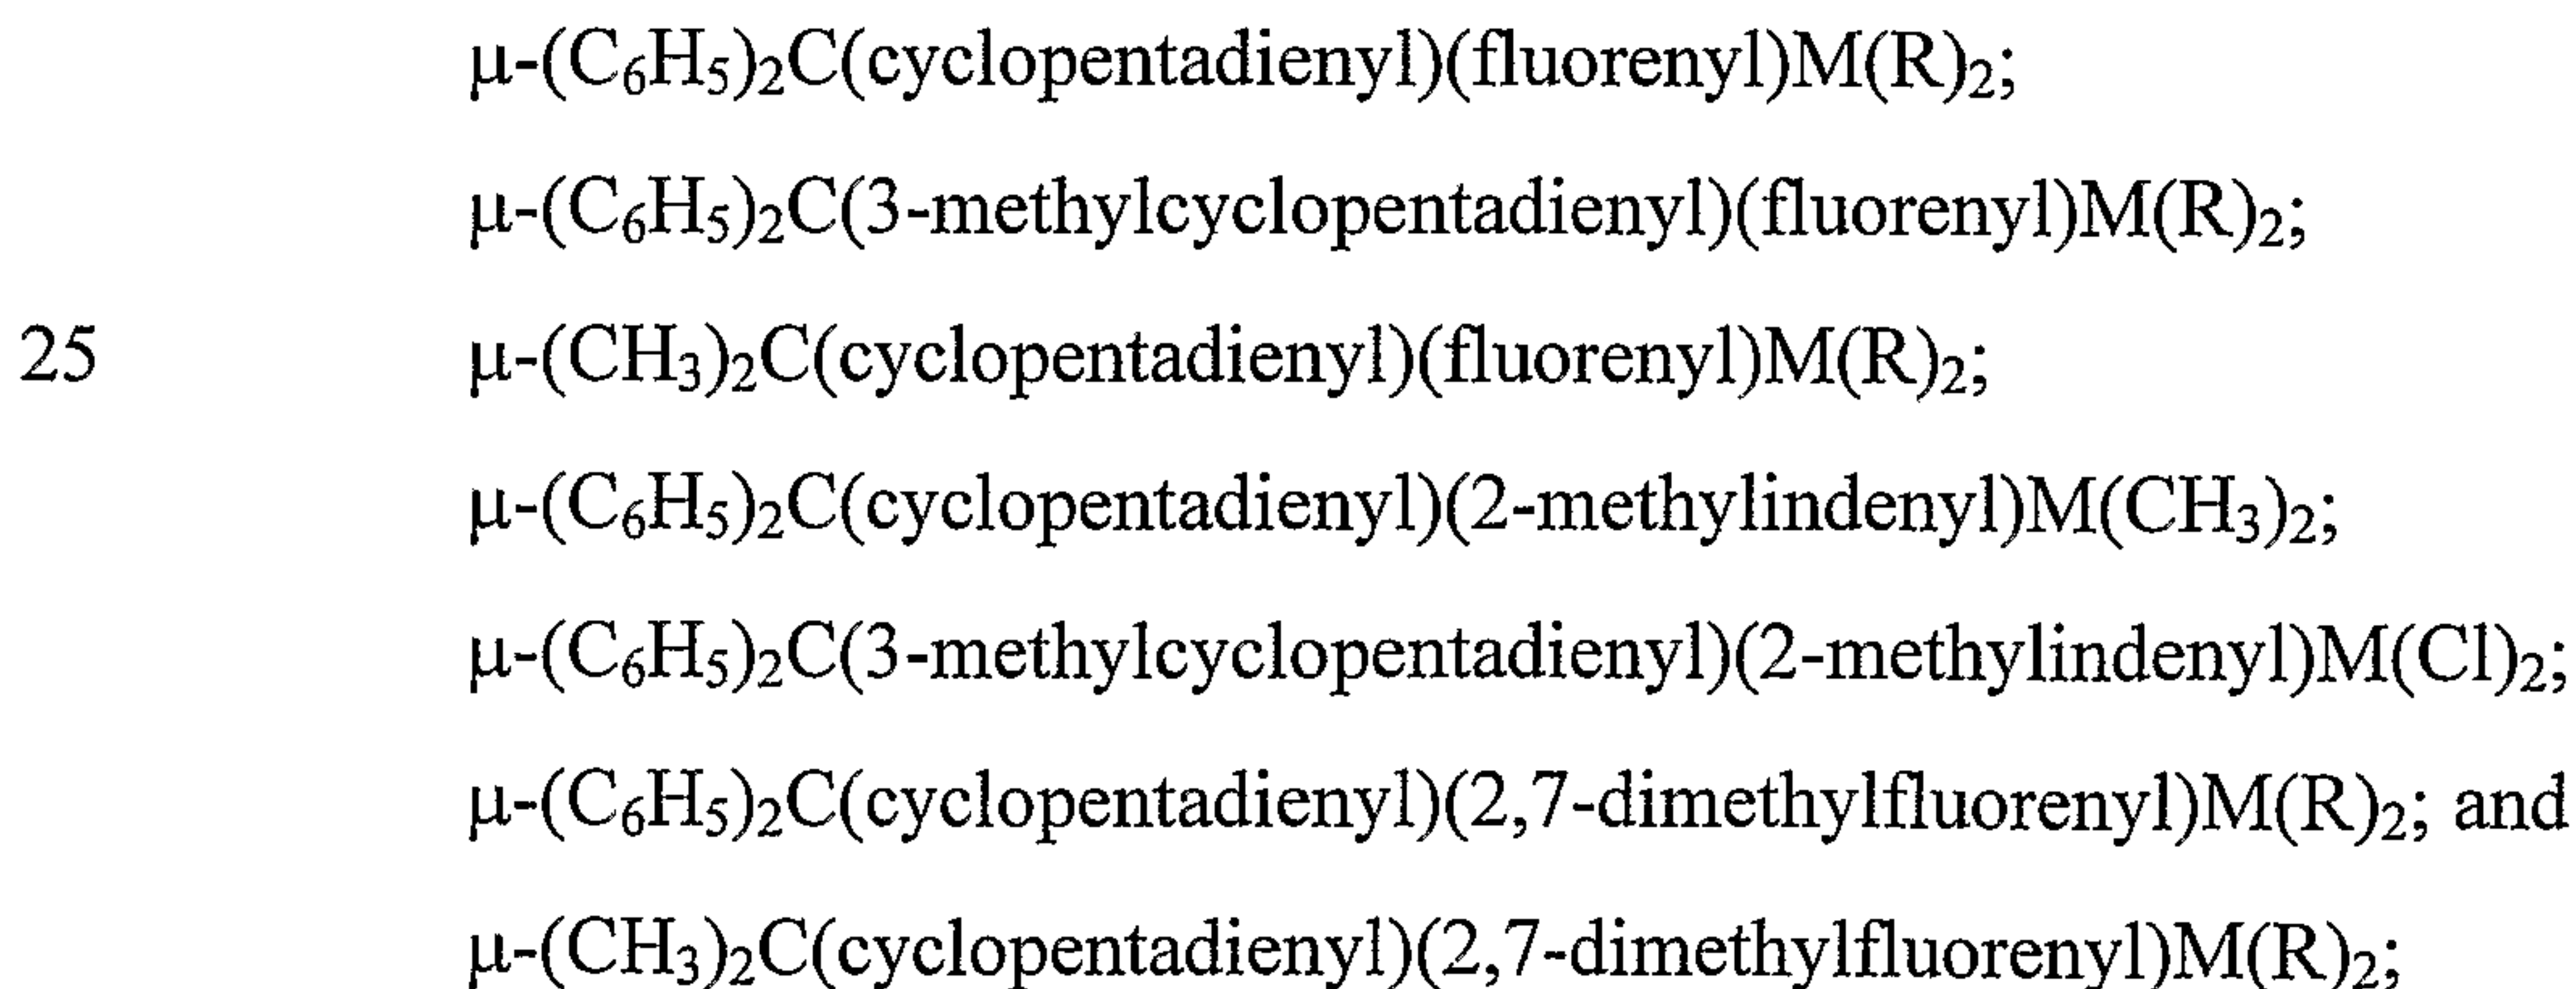 μ-(C₆H₅)₂C(cyclopentadienyl)(fluorenyl)M(R)₂;
μ-(C₆H₅)₂C(3-methylcyclopentadienyl)(fluorenyl)M(R)₂;
25 μ-(CH₃)₂C(cyclopentadienyl)(fluorenyl)M(R)₂;
μ-(C₆H₅)₂C(cyclopentadienyl)(2-methylindenyl)M(CH₃)₂;
μ-(C₆H₅)₂C(3-methylcyclopentadienyl)(2-methylindenyl)M(Cl)₂;
μ-(C₆H₅)₂C(cyclopentadienyl)(2,7-dimethylfluorenyl)M(R)₂; and
μ-(CH₃)₂C(cyclopentadienyl)(2,7-dimethylfluorenyl)M(R)₂;